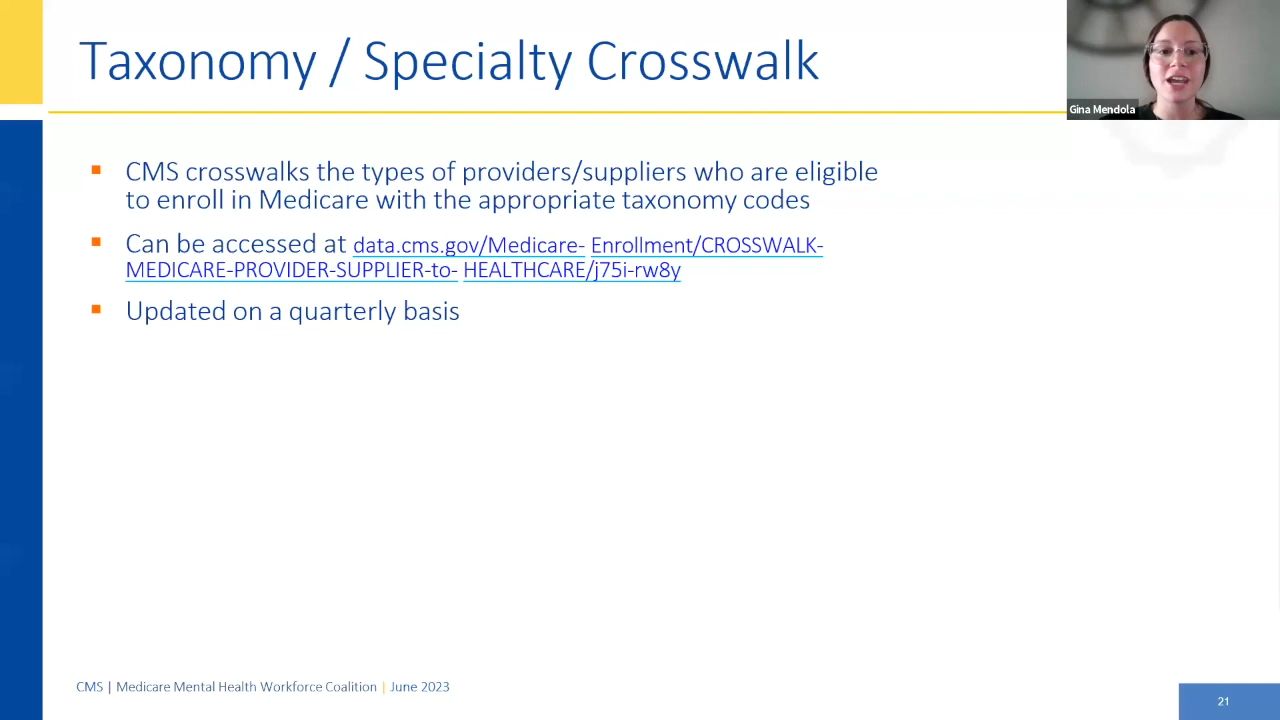 Taxonomy / Specialty Crosswalk
Gina Mendola
CMS crosswalks the types of providers/suppliers who are eligible
to enroll in Medicare with the appropriate taxonomy codes
Can be accessed at data.cms.gov/Medicare- Enrollment/CROSSWALK-
MEDICARE-PROVIDER-SUPPLIER-to- HEALTHCARE/j75i-rw8y
Updated on a quarterly basis
CMS | Medicare Mental Health Workforce Coalition | June 2023
21